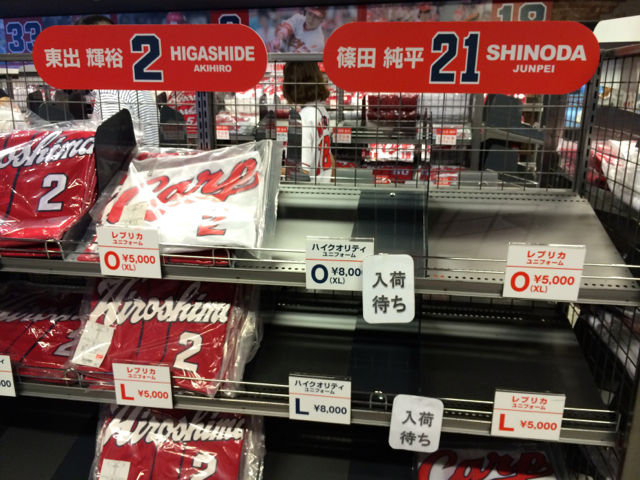 33
2
18
東出 輝裕 2 HIGASHIDE
AKIHIRO
篠田 純平 21 SHINODA
JUNPEI
Hiroshima
2
Carp
2
レプリカ
ユニフォーム
O ¥5,000
(XL)
ハイクオリティ
ユニフォーム
O ¥8,000
入荷
待ち
レプリカ
ユニフォーム
O ¥5,000
(XL)
Hiroshima
2
レプリカ
ユニフォーム
L ¥5,000
ハイクオリティ
ユニフォーム
L ¥8,000
入荷
待ち
レプリカ
ユニフォーム
L ¥5,000
Hiroshima
2
Carp